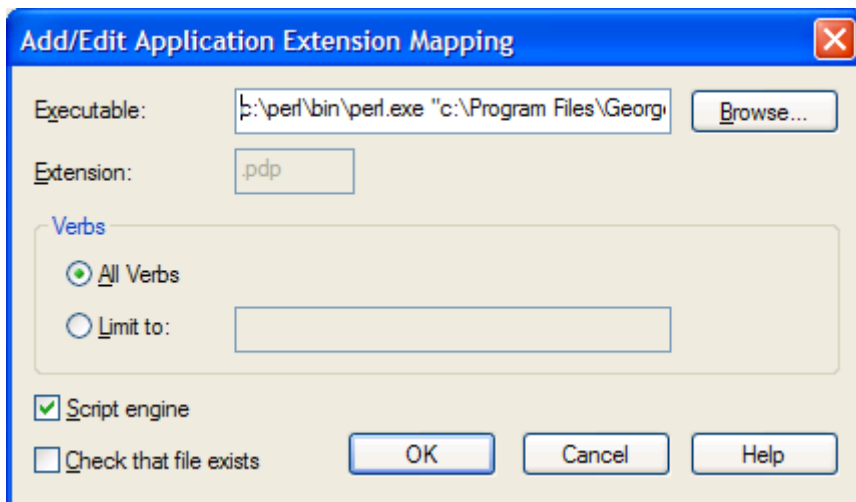 Add/Edit Application Extension Mapping
Executable: c:\perl\bin\perl.exe "c:\Program Files\George Browse...
Extension: .pdp
Verbs
All Verbs
Limit to:
Script engine
Check that file exists OK Cancel Help